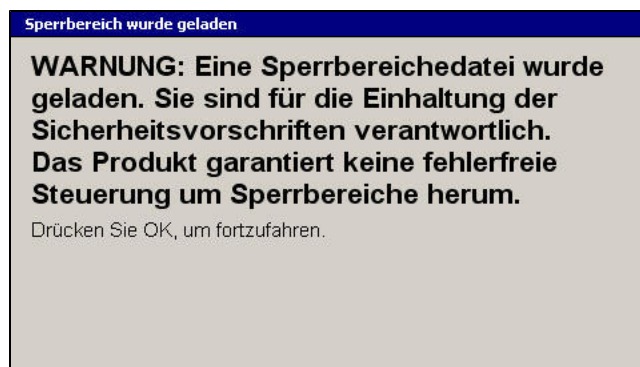 Sperrbereich wurde geladen
WARNUNG: Eine Sperrbereichedatei wurde
geladen. Sie sind für die Einhaltung der
Sicherheitsvorschriften verantwortlich.
Das Produkt garantiert keine fehlerfreie
Steuerung um Sperrbereiche herum.
Drücken Sie OK, um fortzufahren.